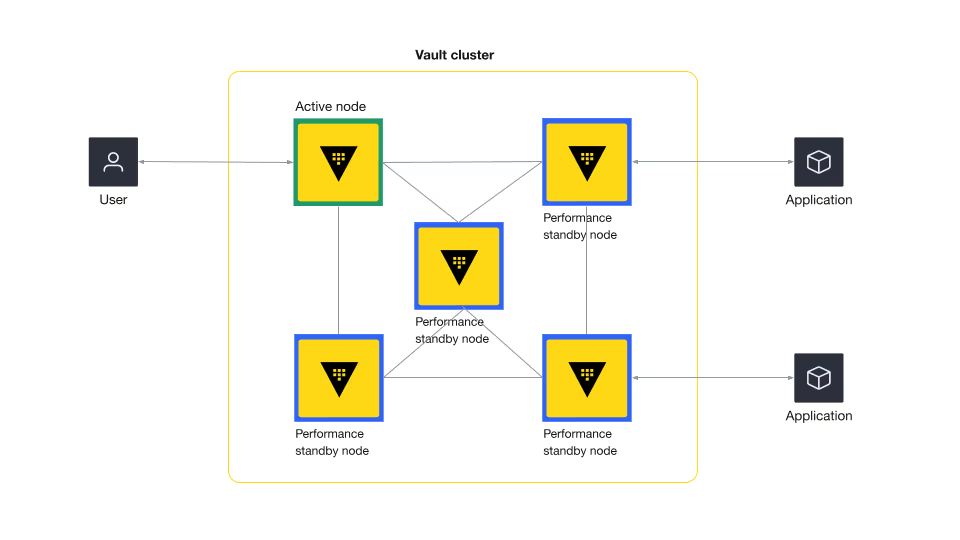 Vault cluster
Active node
User
Application
Performance
standby node
Performance
standby node
Application
Performance
standby node
Performance
standby node